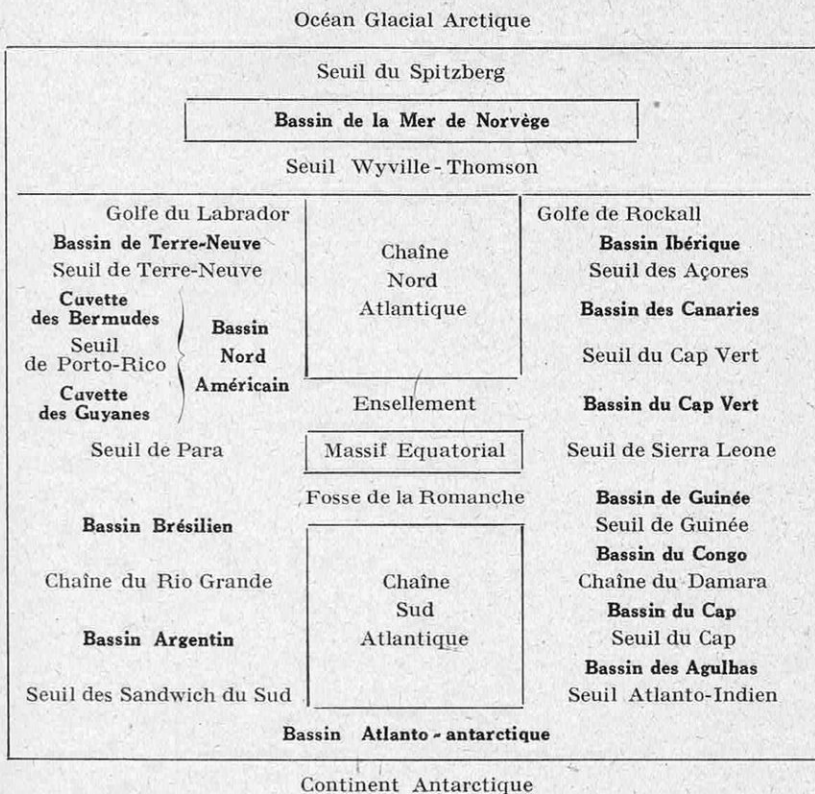 Océan Glacial Arctique
Seuil du Spitzberg
Bassin de la Mer de Norvège
Seuil Wyville-Thomson
Golfe du Labrador
Bassin de Terre-Neuve
Seuil de Terre-Neuve
Cuvette
des Bermudes
Seuil
de Porto-Rico
Cuvette
des Guyanes
Bassin
Nord
Américain
Seuil de Para
Bassin Brésilien
Chaîne du Rio Grande
Bassin Argentin
Seuil des Sandwich du Sud
Chaîne
Nord
Atlantique
Ensellement
Massif Equatorial
Fosse de la Romanche
Chaîne
Sud
Atlantique
Golfe de Rockall
Bassin Ibérique
Seuil des Açores
Bassin des Canaries
Seuil du Cap Vert
Bassin du Cap Vert
Seuil de Sierra Leone
Bassin de Guinée
Seuil de Guinée
Bassin du Congo
Chaîne du Damara
Bassin du Cap
Seuil du Cap
Bassin des Agulhas
Seuil Atlanto-Indien
Bassin Atlanto-antarctique
Continent Antarctique